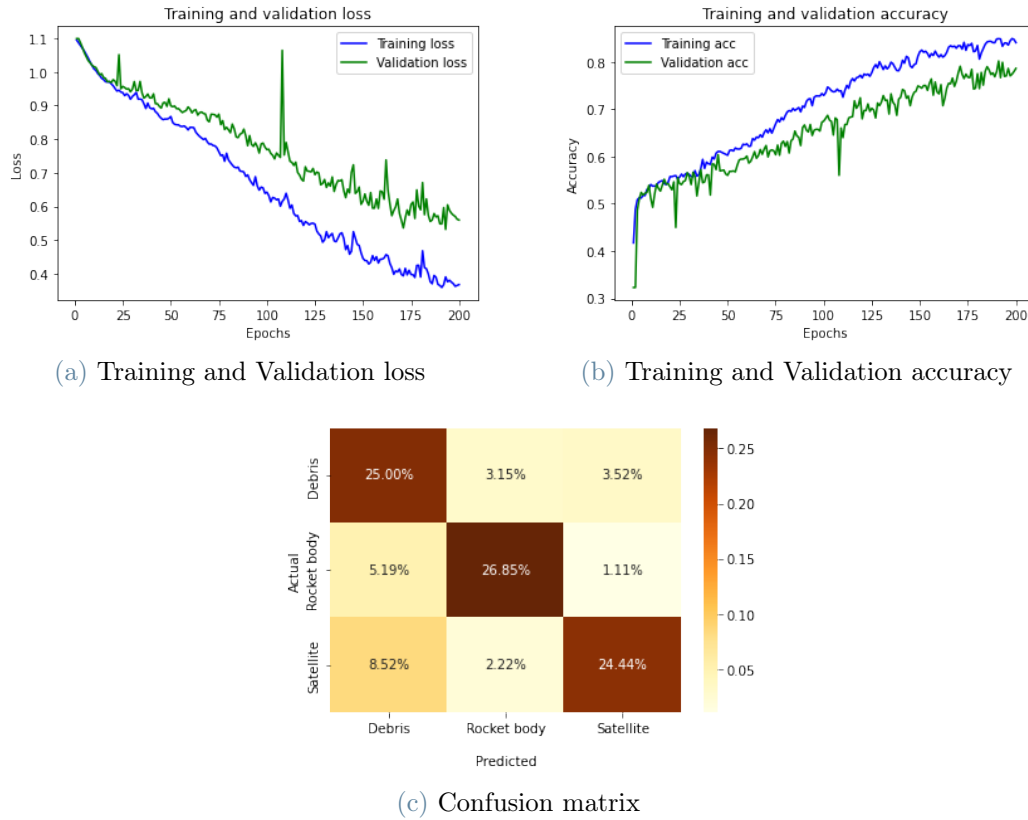 Training and validation loss
Training loss
Validation loss
1.1
1.0
0.9
0.8
0.7
0.6
0.5
0.4
Loss
0 25 50 75 100 125 150 175 200
Epochs
(a) Training and Validation loss
Training and validation accuracy
Training acc
Validation acc
0.8
0.7
0.6
0.5
0.4
0.3
Accuracy
0 25 50 75 100 125 150 175 200
Epochs
(b) Training and Validation accuracy
Actual
Debris
25.00% 3.15% 3.52%
Rocket body
5.19% 26.85% 1.11%
Satellite
8.52% 2.22% 24.44%
Debris Rocket body Satellite
Predicted
0.25
0.20
0.15
0.10
0.05
(c) Confusion matrix